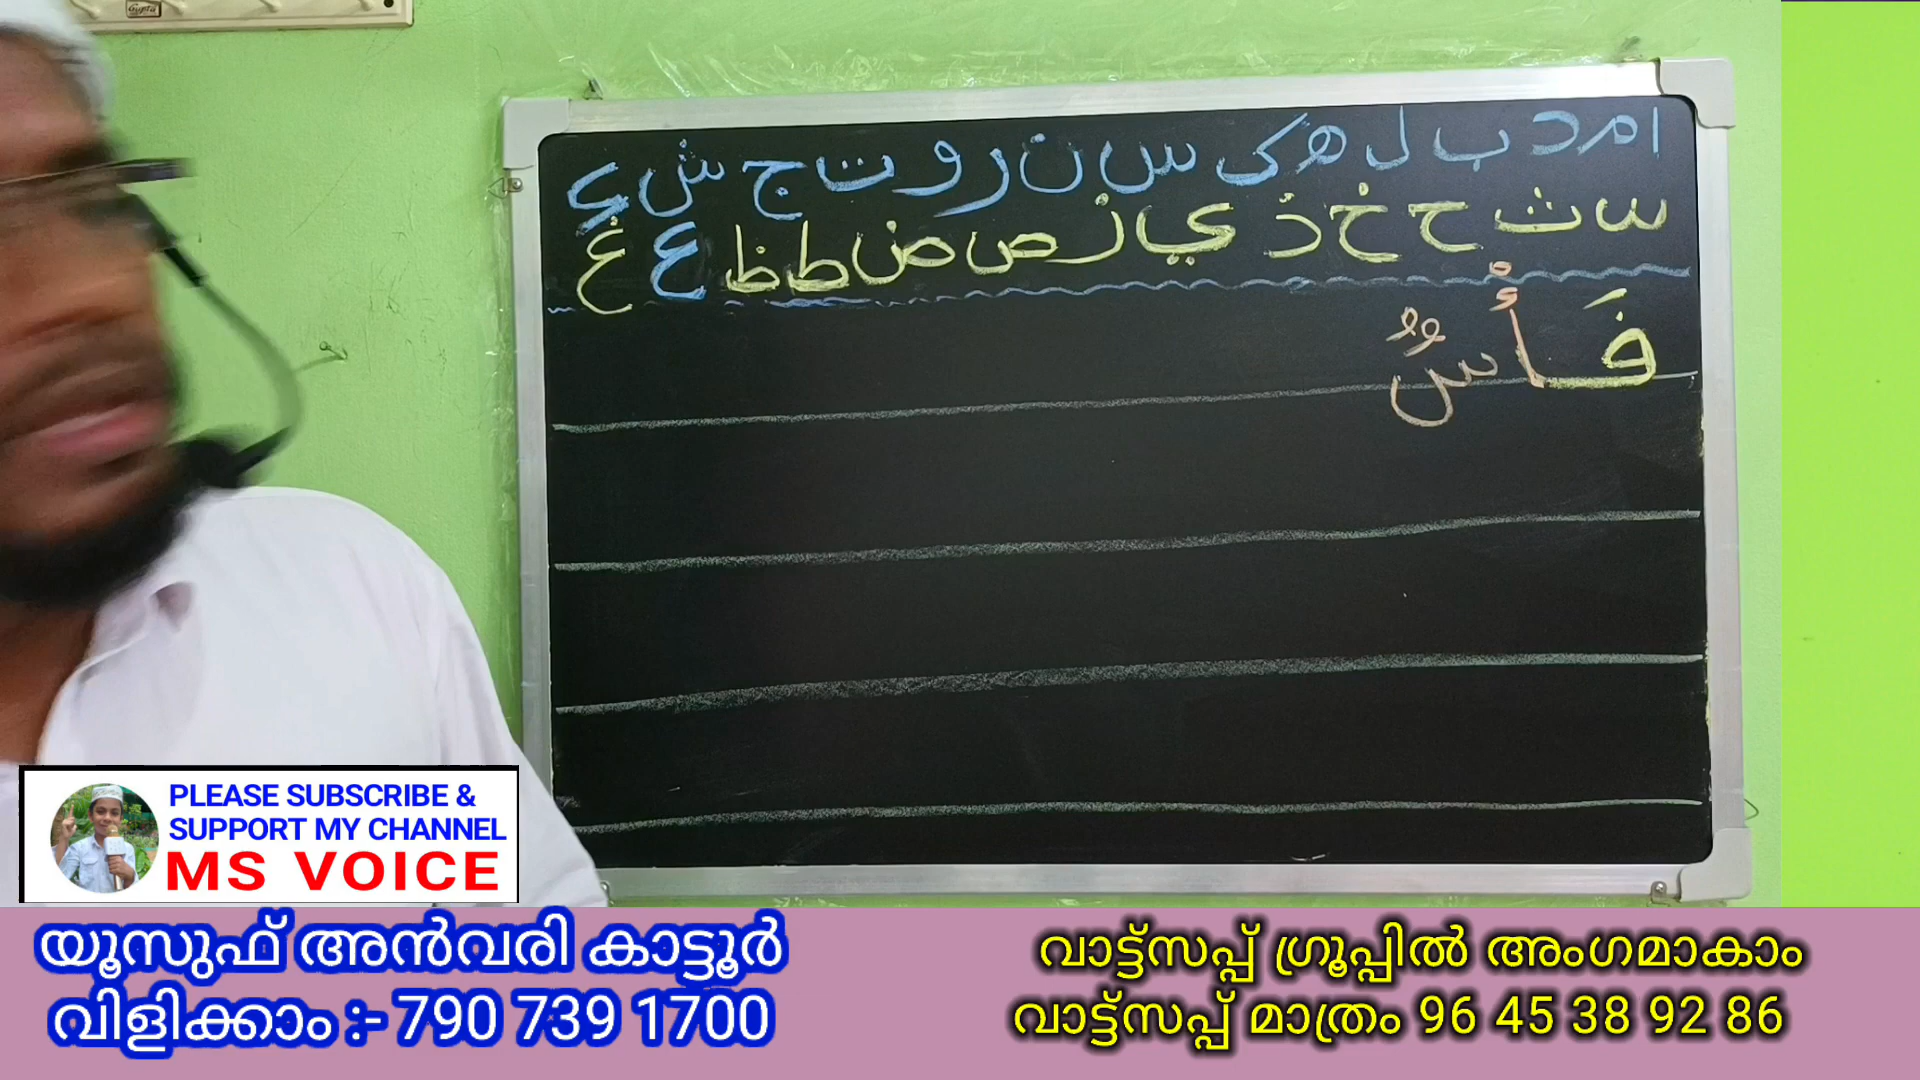 ا م د ب ل ه ک س ن ر و ت ج ش ي
س ث ح خ ذ ي ز ص ض ط ظ ع غ
فَأْسٌ
PLEASE SUBSCRIBE &
SUPPORT MY CHANNEL
MS VOICE
യൂസുഫ് അൻവരി കാട്ടൂർ
വിളിക്കാം :- 790 739 1700
വാട്ട്സപ്പ് ഗ്രൂപ്പിൽ അംഗമാകാം
വാട്ട്സപ്പ് മാത്രം 96 45 38 92 86